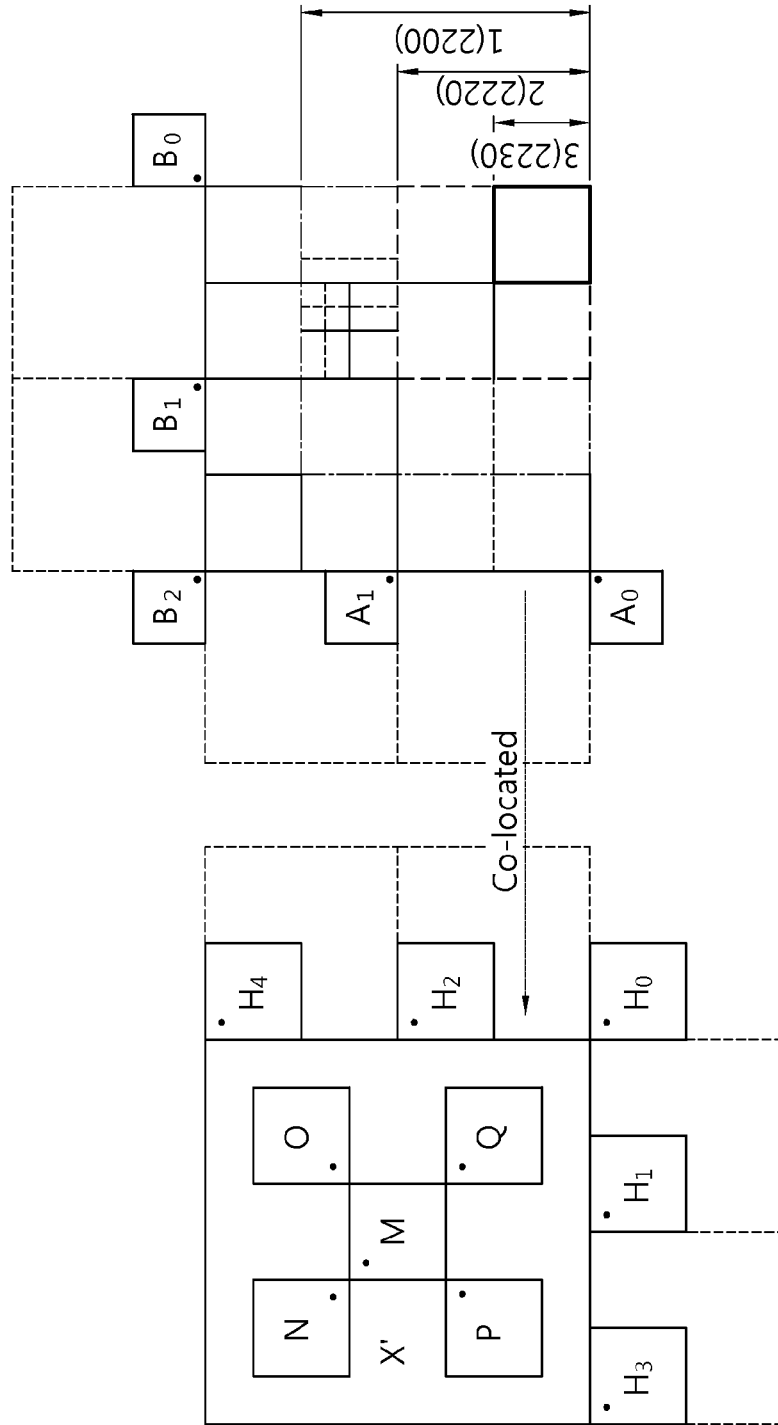 1(2200)
2(2220)
3(2230)
B0
B1
B2
A1
A0
Co-located
H4
H2
H0
O
Q
M
N
P
X'
H1
H3